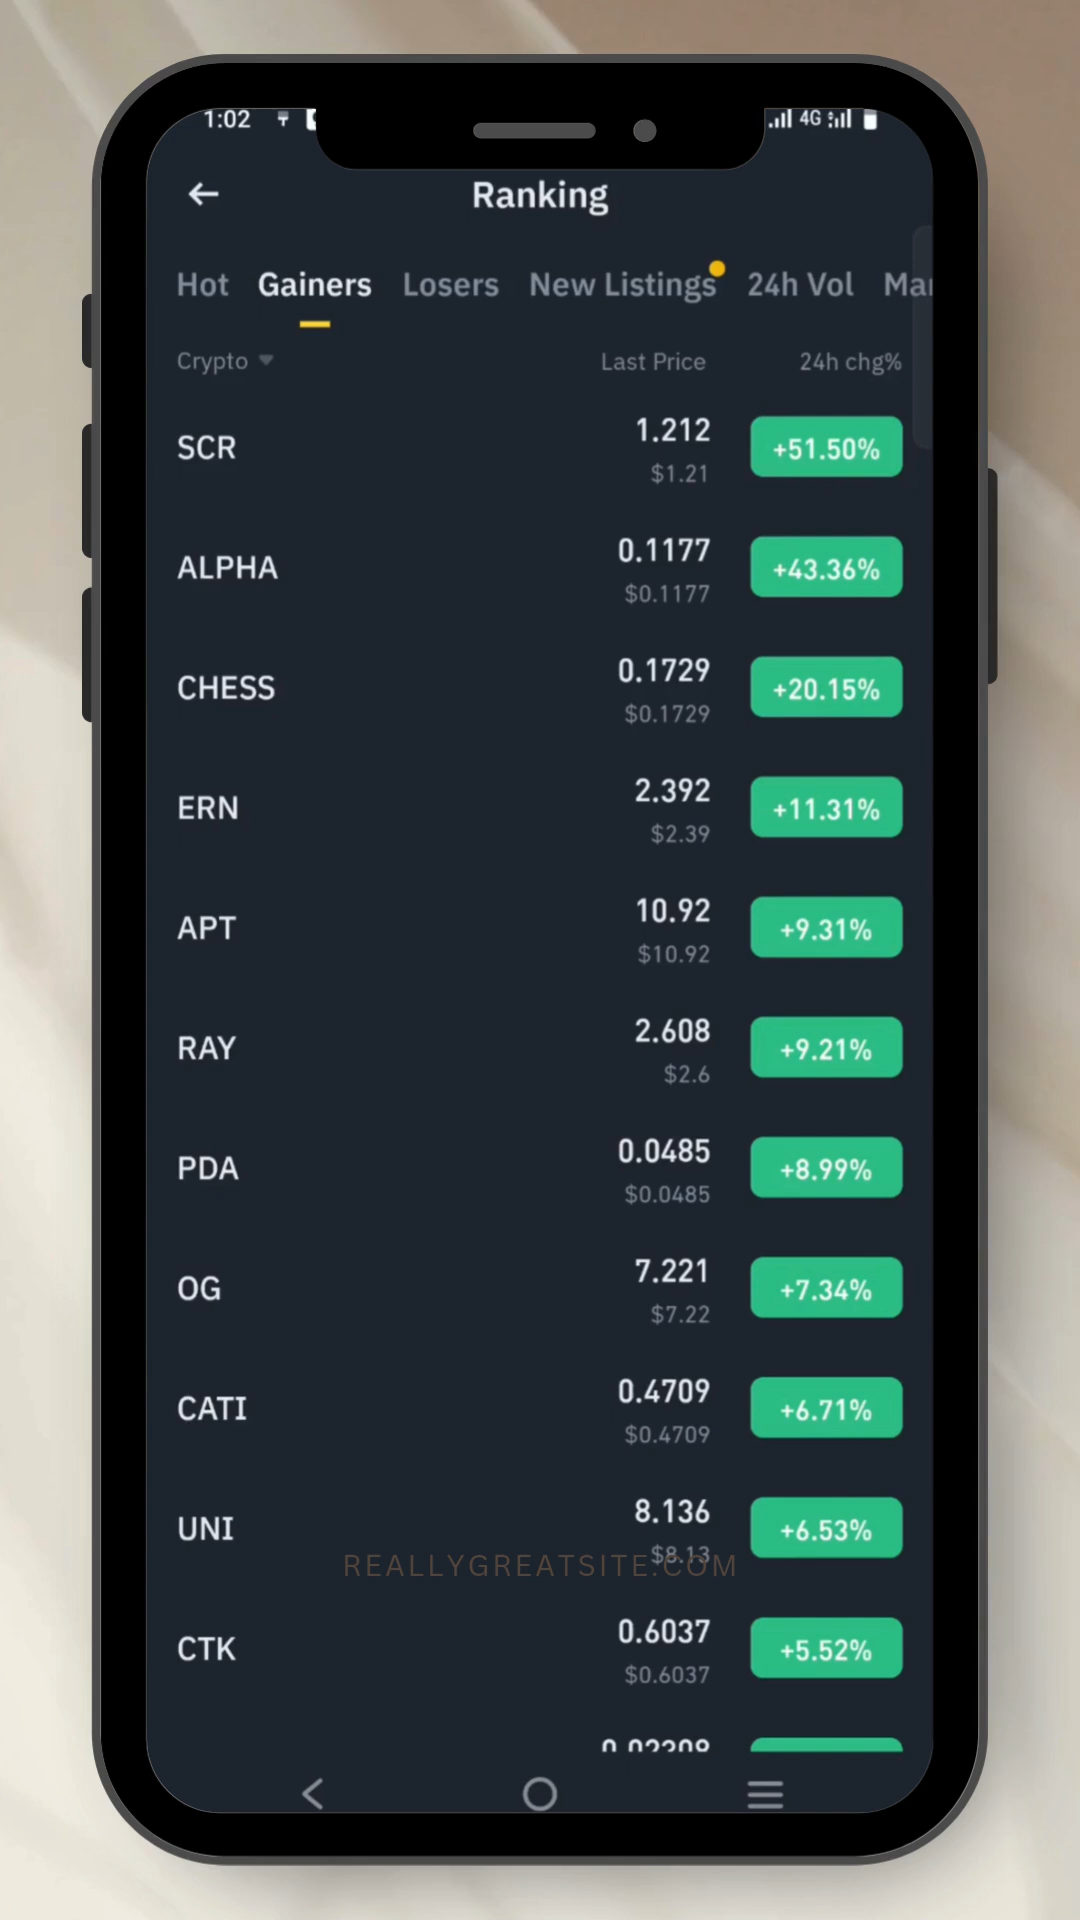 1:02 4G
Ranking
Hot Gainers Losers New Listings 24h Vol
Crypto Last Price 24h chg%
SCR 1.212 +51.50%
$1.21
ALPHA 0.1177 +43.36%
$0.1177
CHESS 0.1729 +20.15%
$0.1729
ERN 2.392 +11.31%
$2.39
APT 10.92 +9.31%
$10.92
RAY 2.608 +9.21%
$2.6
PDA 0.0485 +8.99%
$0.0485
OG 7.221 +7.34%
$7.22
CATI 0.4709 +6.71%
$0.4709
UNI 8.136 +6.53%
$8.13
REALLYGREATSITE.COM
CTK 0.6037 +5.52%
$0.6037